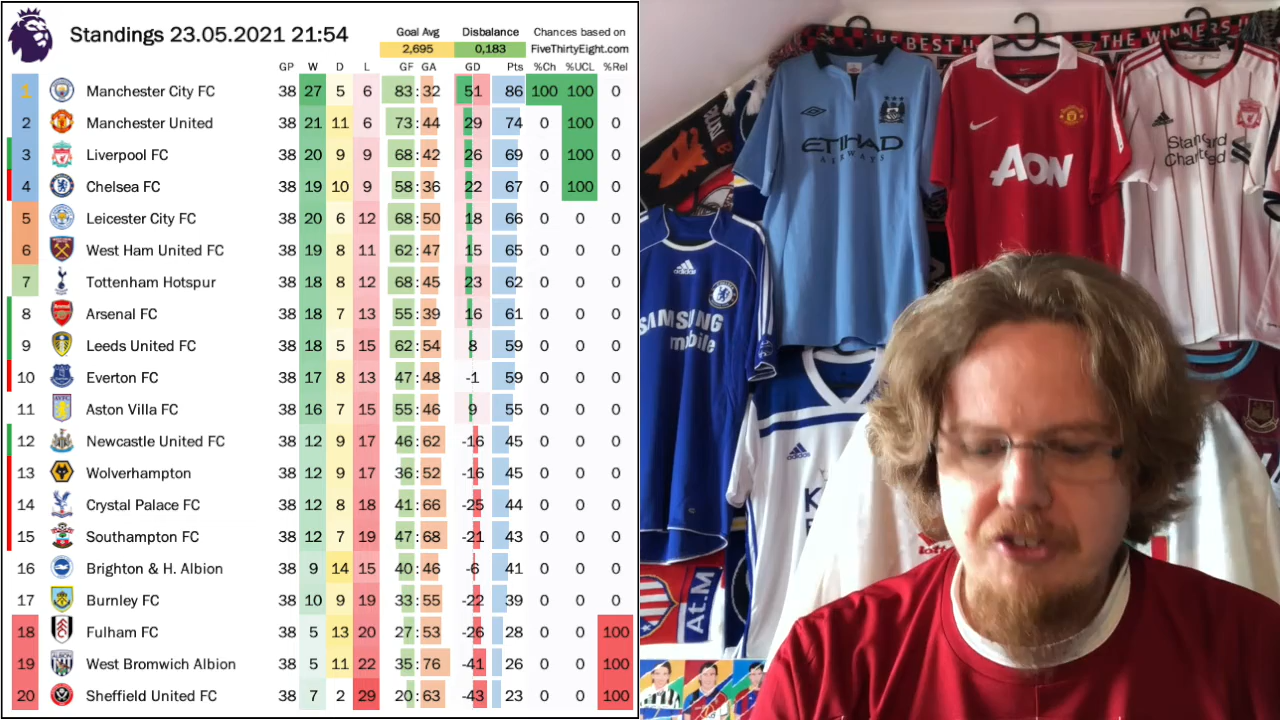 Standings 23.05.2021 21:54
Goal Avg Disbalance Chances based on
2,695 0,183 FiveThirtyEight.com
GP W D L GF GA GD Pts %Ch %UCL %Rel
1 Manchester City FC 38 27 5 6 83:32 51 86 100 100 0
2 Manchester United 38 21 11 6 73:44 29 74 0 100 0
3 Liverpool FC 38 20 9 9 68:42 26 69 0 100 0
4 Chelsea FC 38 19 10 9 58:36 22 67 0 100 0
5 Leicester City FC 38 20 6 12 68:50 18 66 0 0 0
6 West Ham United FC 38 19 8 11 62:47 15 65 0 0 0
7 Tottenham Hotspur 38 18 8 12 68:45 23 62 0 0 0
8 Arsenal FC 38 18 7 13 55:39 16 61 0 0 0
9 Leeds United FC 38 18 5 15 62:54 8 59 0 0 0
10 Everton FC 38 17 8 13 47:48 -1 59 0 0 0
11 Aston Villa FC 38 16 7 15 55:46 9 55 0 0 0
12 Newcastle United FC 38 12 9 17 46:62 -16 45 0 0 0
13 Wolverhampton 38 12 9 17 36:52 -16 45 0 0 0
14 Crystal Palace FC 38 12 8 18 41:66 -25 44 0 0 0
15 Southampton FC 38 12 7 19 47:68 -21 43 0 0 0
16 Brighton & H. Albion 38 9 14 15 40:46 -6 41 0 0 0
17 Burnley FC 38 10 9 19 33:55 -22 39 0 0 0
18 Fulham FC 38 5 13 20 27:53 -26 28 0 0 100
19 West Bromwich Albion 38 5 11 22 35:76 -41 26 0 0 100
20 Sheffield United FC 38 7 2 29 20:63 -43 23 0 0 100
THE BEST
THE WINNERS
ETIHAD
AIRWAYS
AON
Standard
Chartered
adidas
SAMSUNG
mobile
adidas
At.M